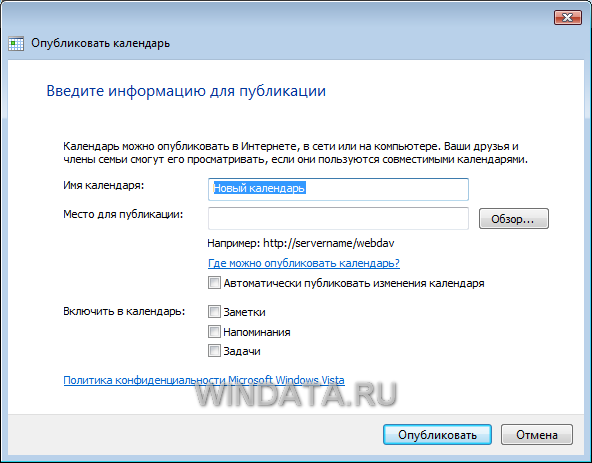 Опубликовать календарь
Введите информацию для публикации
Календарь можно опубликовать в Интернете, в сети или на компьютере. Ваши друзья и
члены семьи смогут его просматривать, если они пользуются совместимыми календарями.
Имя календаря: Новый календарь
Место для публикации: Обзор...
Например: http://servername/webdav
Где можно опубликовать календарь?
Автоматически публиковать изменения календаря
Включить в календарь: Заметки
Напоминания
Задачи
Политика конфиденциальности Microsoft Windows Vista
WINDATA.RU
Опубликовать Отмена